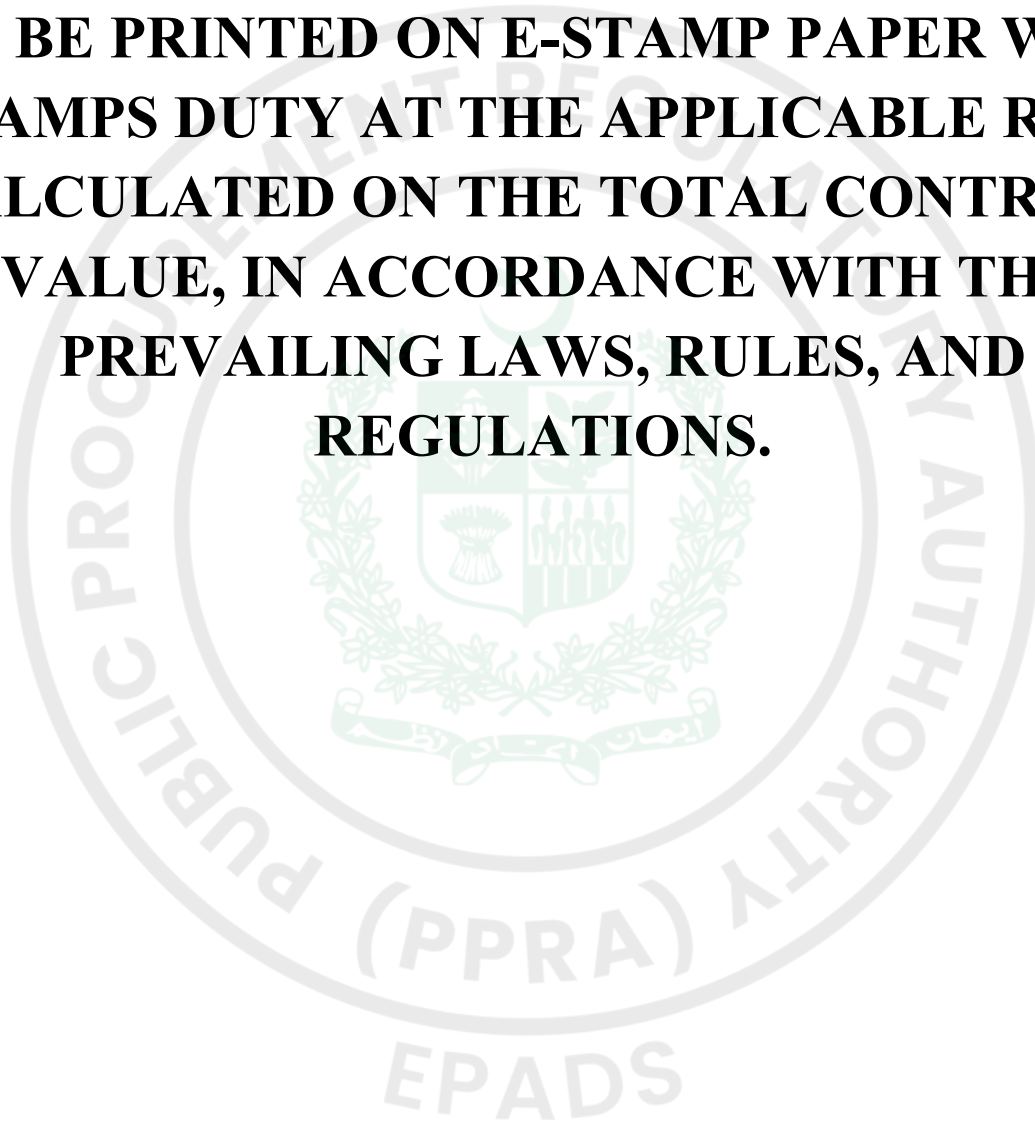 BE PRINTED ON E-STAMP PAPER W
AMPS DUTY AT THE APPLICABLE R
LCULATED ON THE TOTAL CONTR
VALUE, IN ACCORDANCE WITH TH
PREVAILING LAWS, RULES, AND
REGULATIONS.
PUBLIC PROCUREMENT REGULATORY AUTHORITY
(PPRA)
EPADS